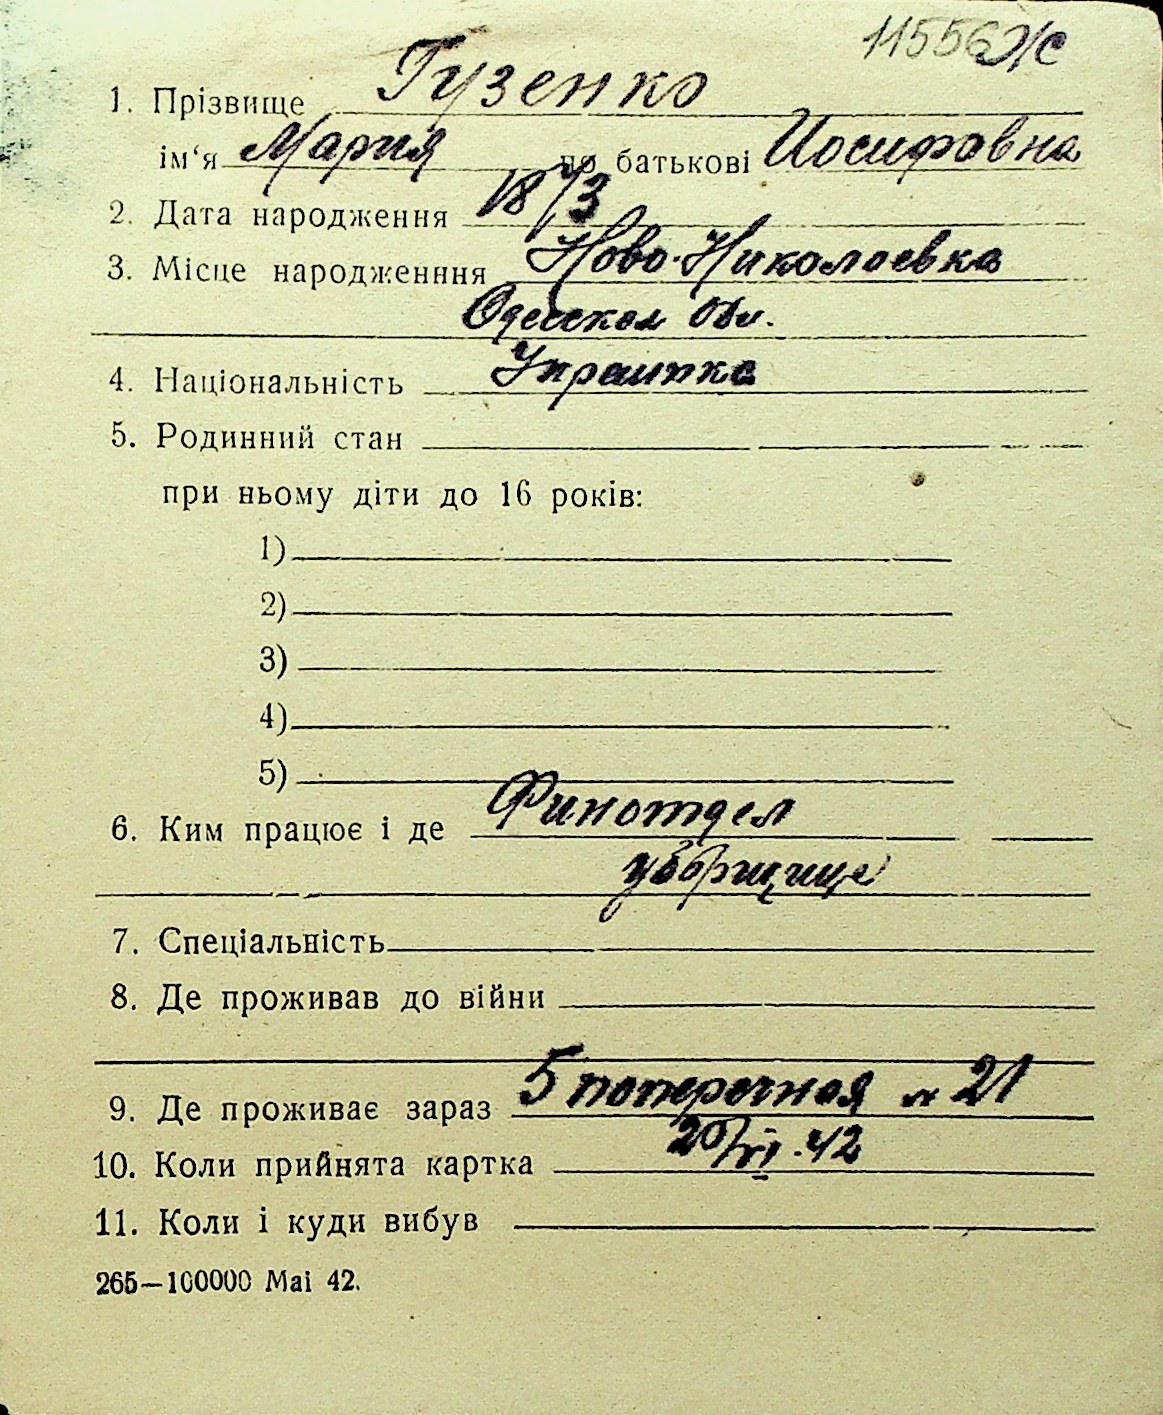 11556 Ж
1. Прізвище Гузенко
ім‘я Мария по батькові Иосифовна
2. Дата народження 1873
3. Місце народженння Ново-Николаевка
Одесской Обл.
4. Національність Украинка
5. Родинний стан
при ньому діти до 16 років:
1)
2)
3)
4)
5)
6. Ким працює і де Финотдел
уборщица
7. Спеціальність
8. Де проживав до війни
9. Де проживає зараз 5 поперечная № 21
10. Коли прийнята картка 20/VI.42
11. Коли і куди вибув
265—100000 Маі 42.